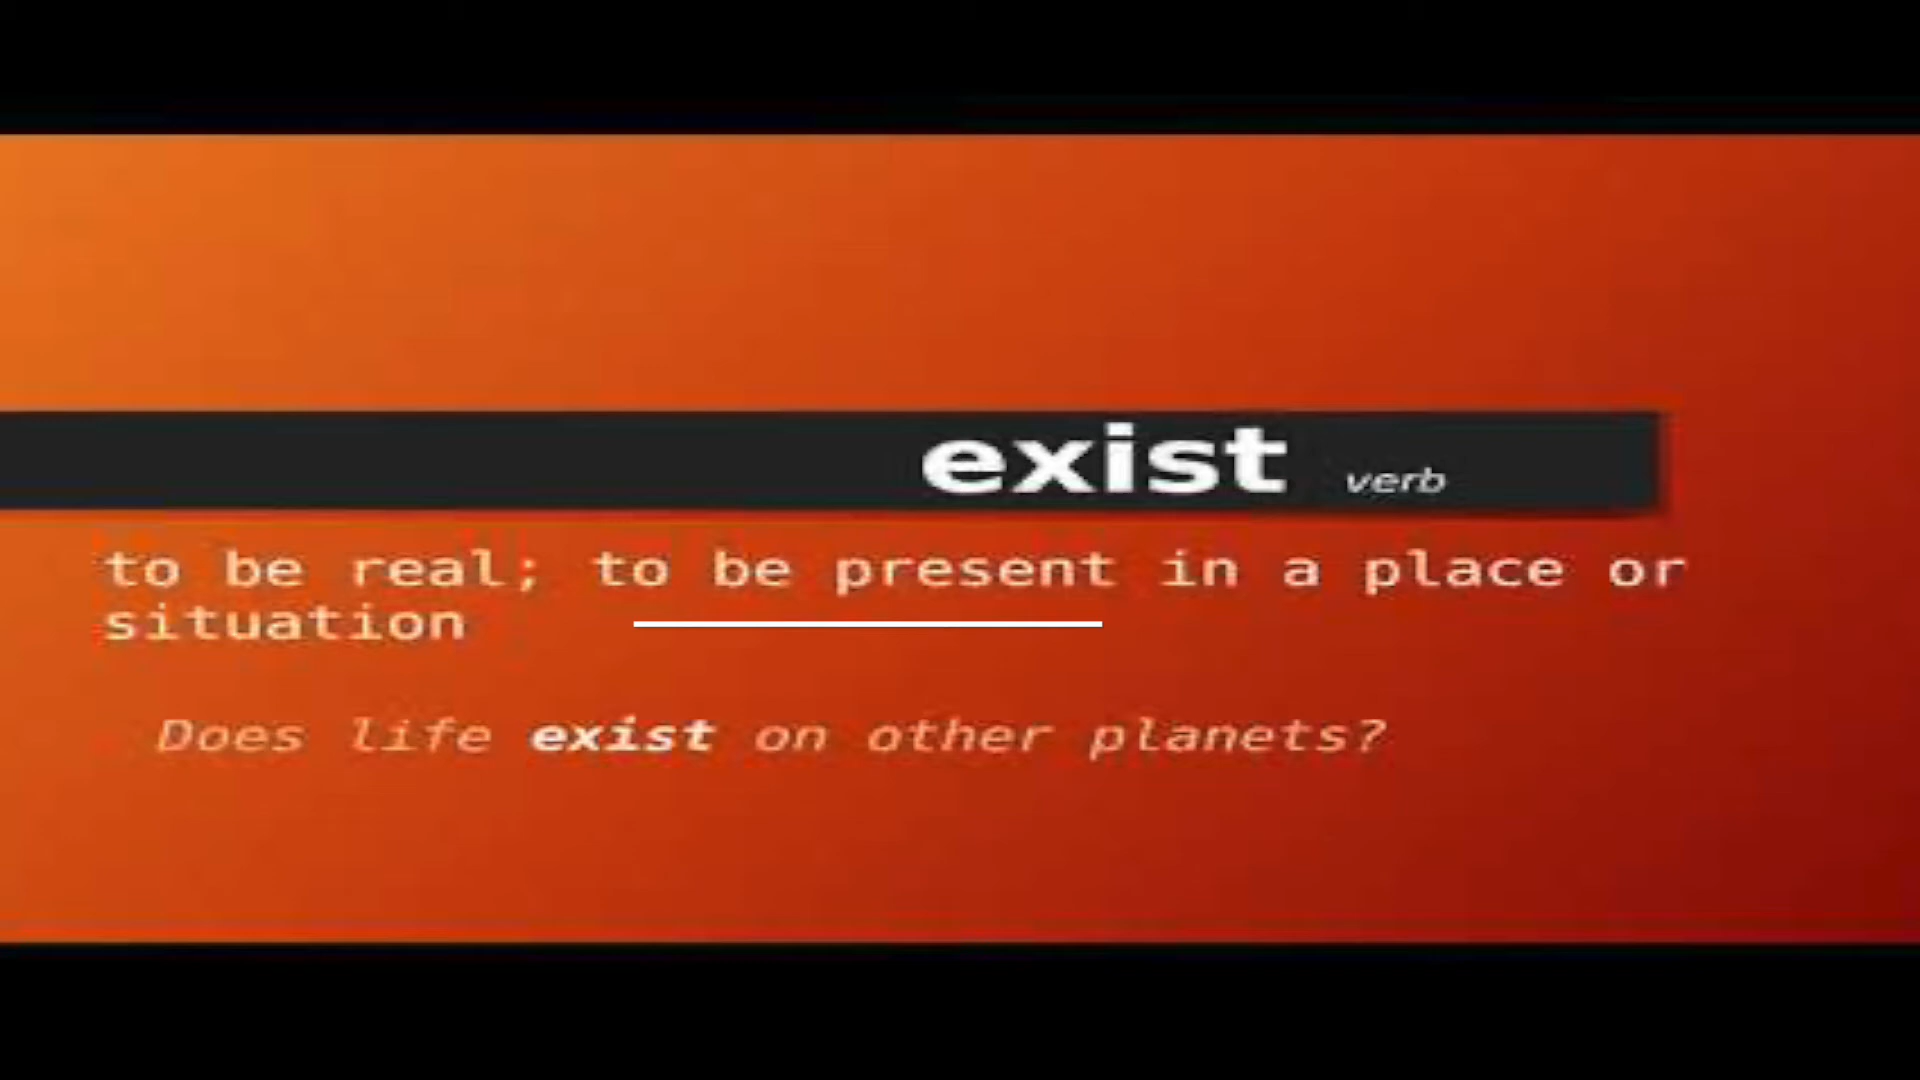 exist verb
to be real; to be present in a place or
situation
Does life exist on other planets?